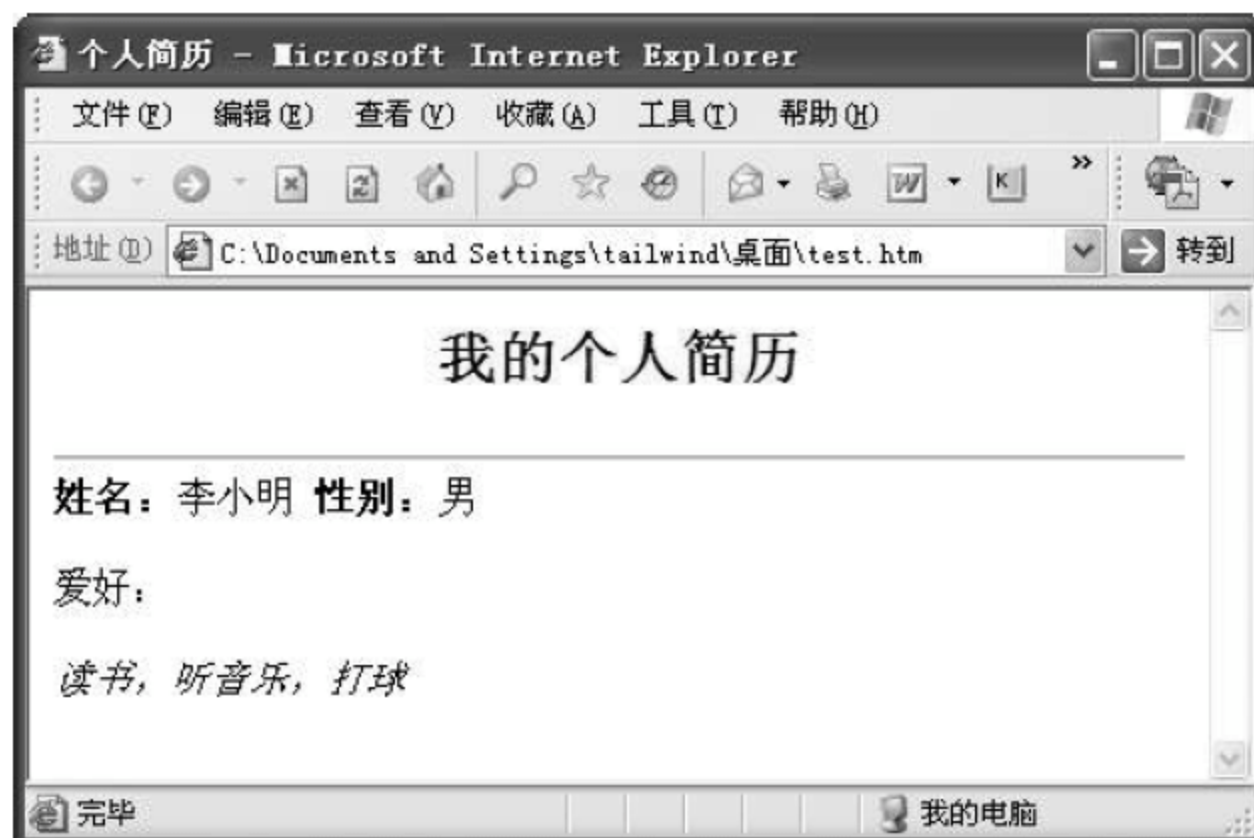 个人简历 - Microsoft Internet Explorer
文件(F) 编辑(E) 查看(V) 收藏(A) 工具(T) 帮助(H)
W K »
地址(D) C:\Documents and Settings\tailwind\桌面\test.htm 转到
我的个人简历
姓名：李小明 性别：男
爱好：
读书，听音乐，打球
完毕 我的电脑